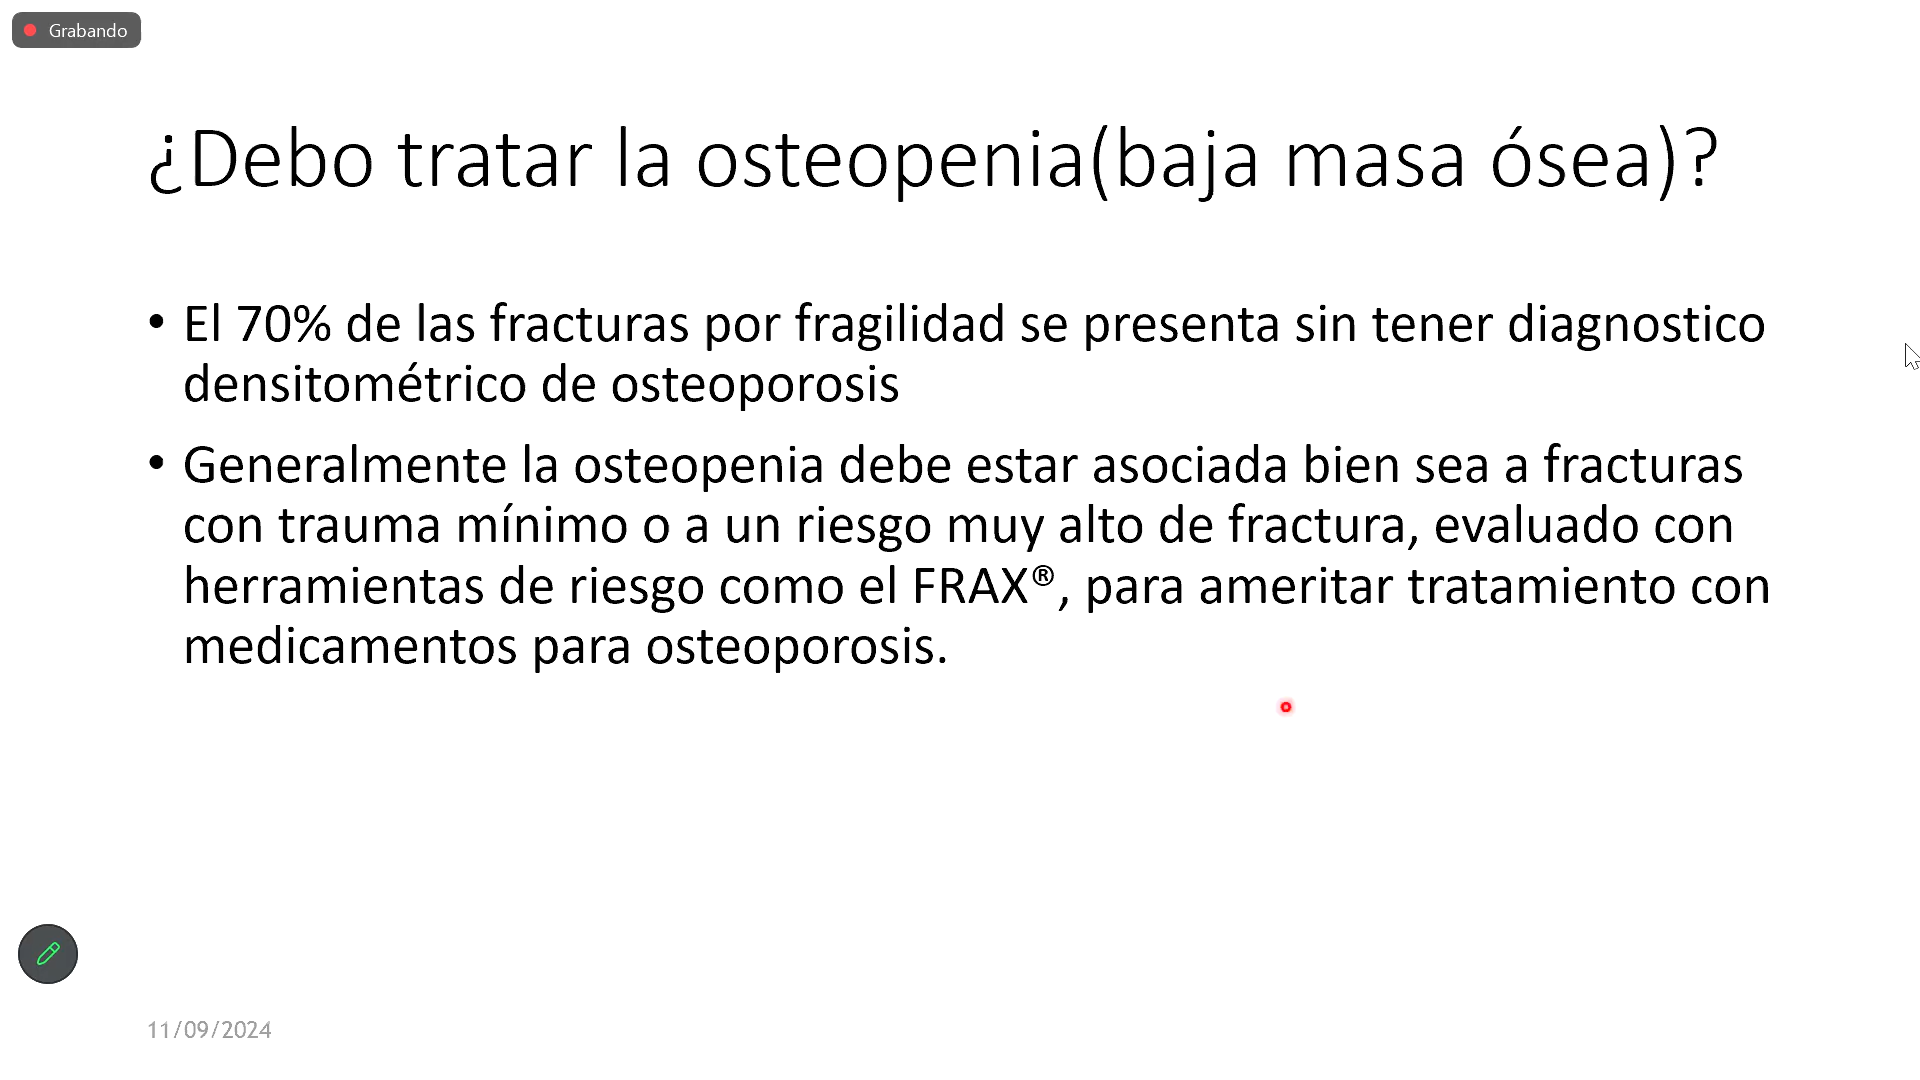 Grabando
¿Debo tratar la osteopenia(baja masa ósea)?
• El 70% de las fracturas por fragilidad se presenta sin tener diagnostico
densitométrico de osteoporosis
• Generalmente la osteopenia debe estar asociada bien sea a fracturas
con trauma mínimo o a un riesgo muy alto de fractura, evaluado con
herramientas de riesgo como el FRAX®, para ameritar tratamiento con
medicamentos para osteoporosis.
11/09/2024